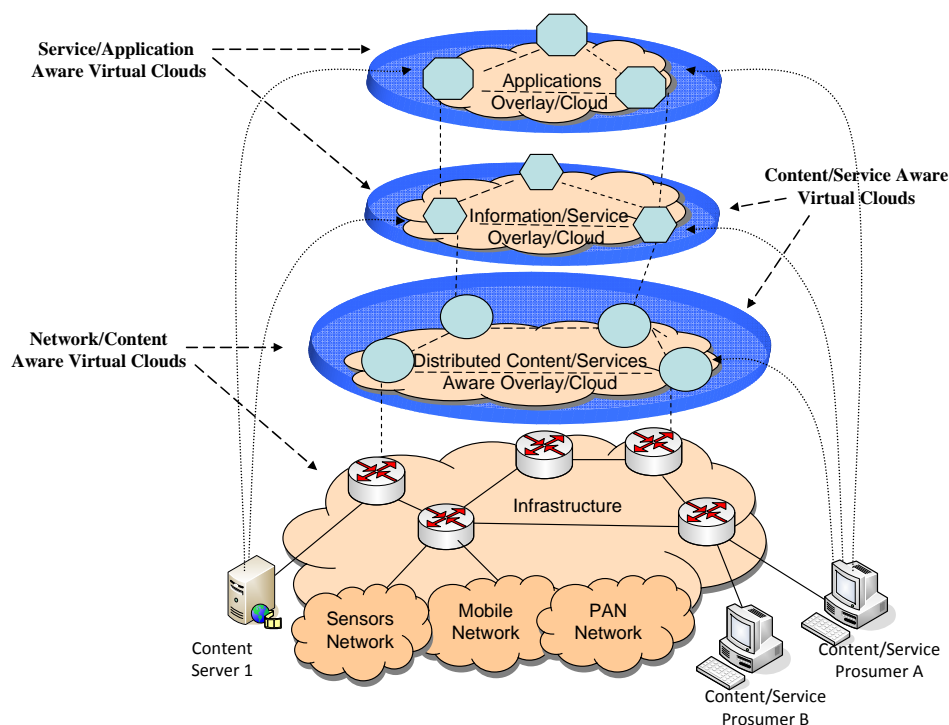 Service/Application
Aware Virtual Clouds
Applications
Overlay/Cloud
Content/Service Aware
Virtual Clouds
Information/Service
Overlay/Cloud
Network/Content
Aware Virtual Clouds
Distributed Content/Services
Aware Overlay/Cloud
Infrastructure
Sensors
Network
Mobile
Network
PAN
Network
Content
Server 1
Content/Service
Prosumer A
Content/Service
Prosumer B